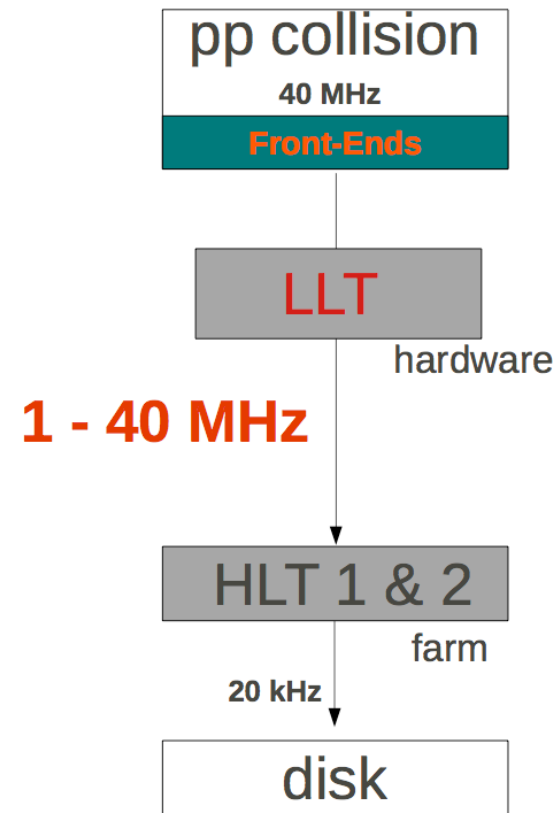 pp collision
40 MHz
Front-Ends
LLT
hardware
1 - 40 MHz
HLT 1 & 2
farm
20 kHz
disk